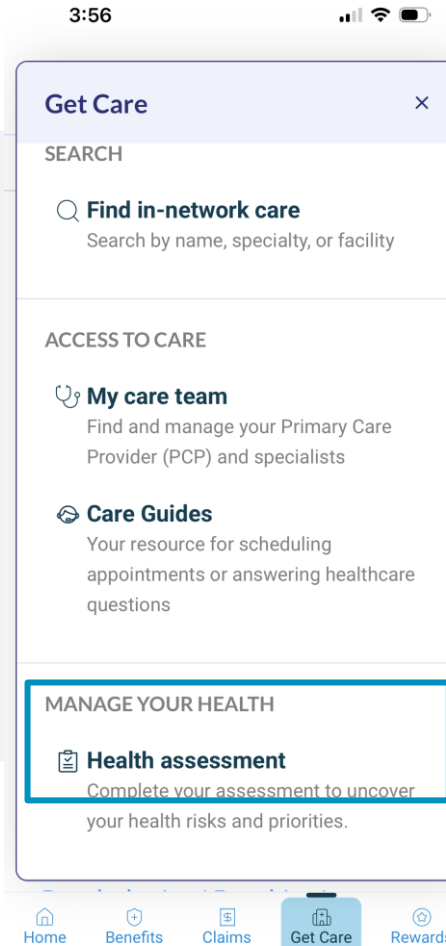 3:56
Get Care
SEARCH
Find in-network care
Search by name, specialty, or facility
ACCESS TO CARE
My care team
Find and manage your Primary Care
Provider (PCP) and specialists
Care Guides
Your resource for scheduling
appointments or answering healthcare
questions
MANAGE YOUR HEALTH
Health assessment
Complete your assessment to uncover
your health risks and priorities.
Home Benefits Claims Get Care Rewards